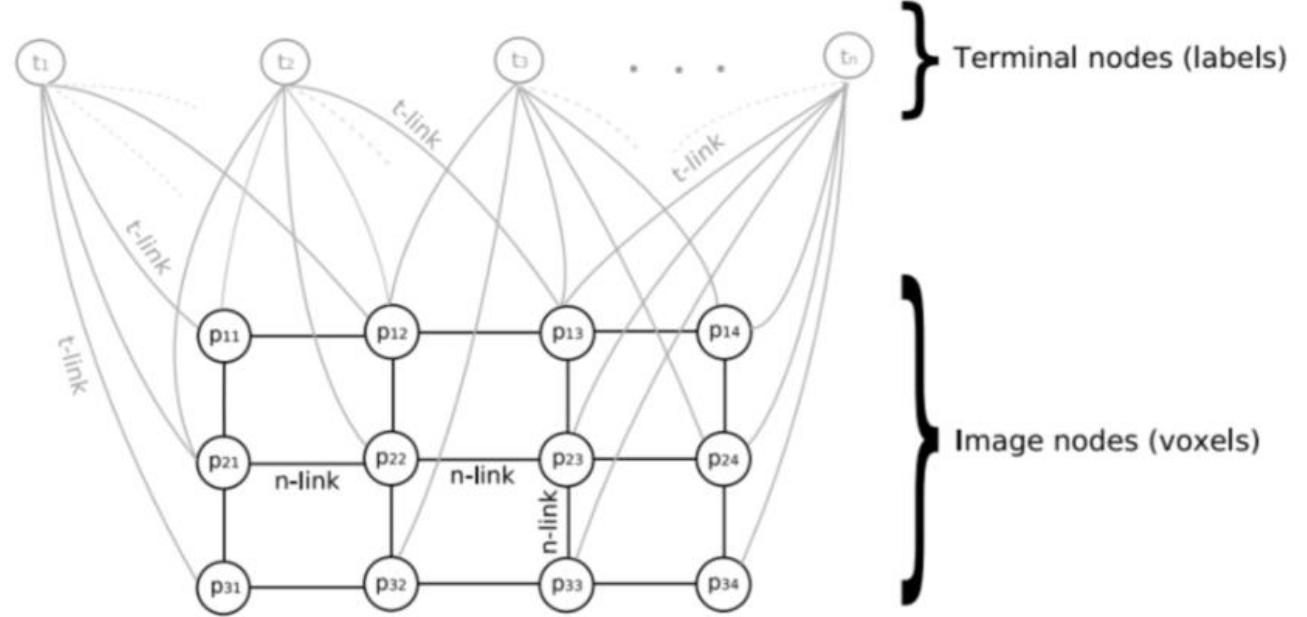 t1 t2 t3 . . . tn
Terminal nodes (labels)
t-link
t-link
t-link
t-link
p11 p12 p13 p14
p21 p22 p23 p24
Image nodes (voxels)
n-link n-link
n-link
p31 p32 p33 p34